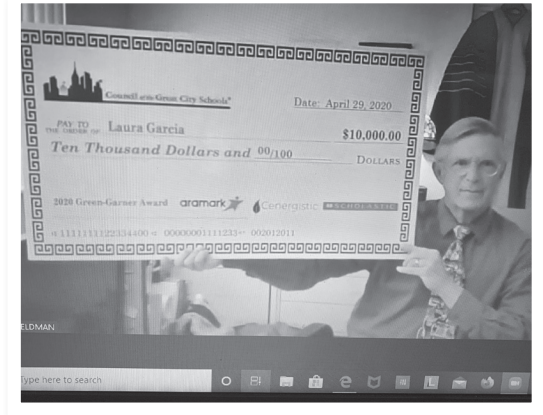 Council of the Great City Schools®
Date: April 29, 2020
PAY TO
THE ORDER OF
Laura Garcia
$10,000.00
Ten Thousand Dollars and 00/100
DOLLARS
2020 Green-Garner Award
aramark
Cenergistic
SCHOLASTIC
ELDMAN
Type here to search